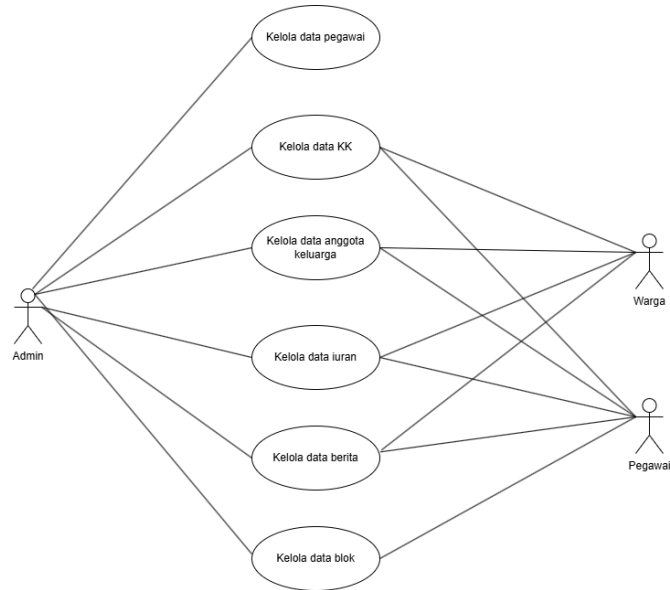 Kelola data pegawai
Kelola data KK
Kelola data anggota
keluarga
Warga
Admin
Kelola data iuran
Kelola data berita
Pegawai
Kelola data blok